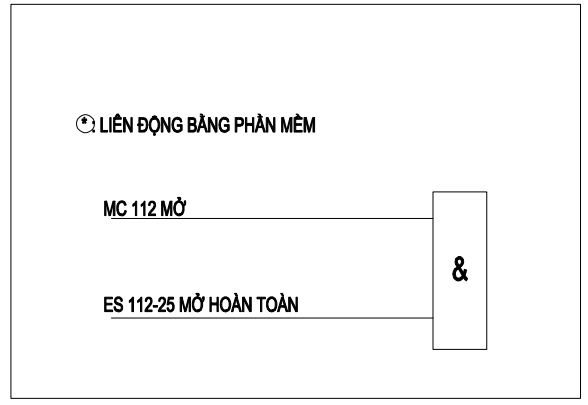 * LIÊN ĐỘNG BẰNG PHẦN MỀM
MC 112 MỞ
&
ES 112-25 MỞ HOÀN TOÀN